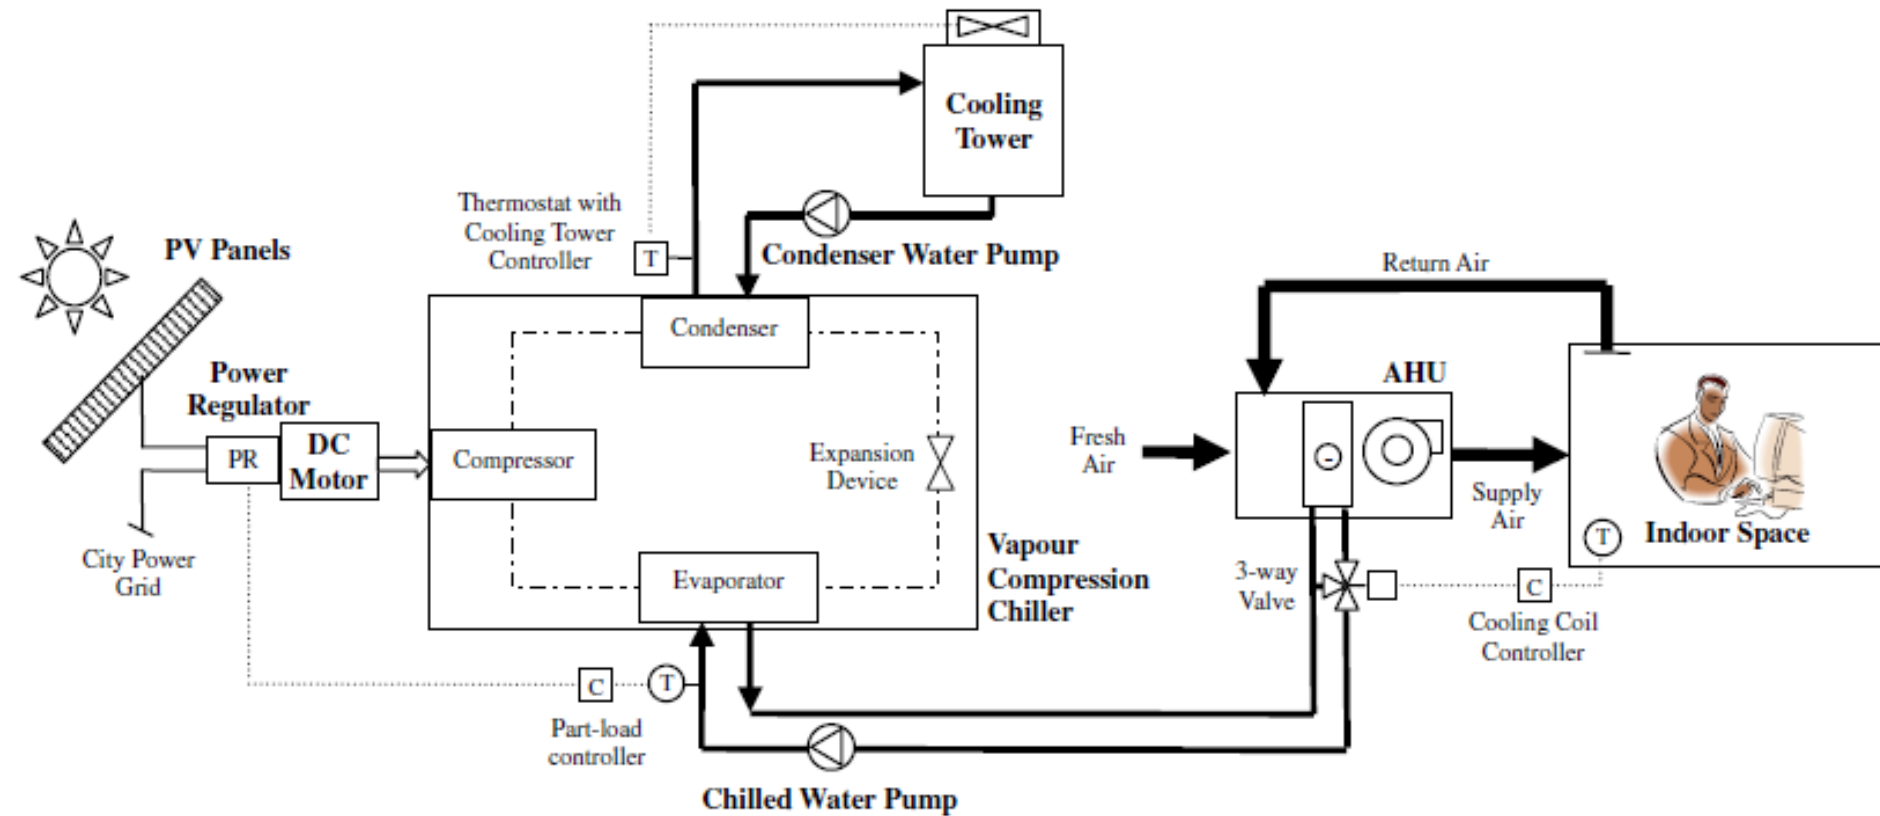 Cooling
Tower
Thermostat with
Cooling Tower
Controller
T
Condenser Water Pump
PV Panels
Return Air
Condenser
Power
Regulator
AHU
PR
DC
Motor
Compressor
Expansion
Device
Fresh
Air
-
Supply
Air
T
Indoor Space
City Power
Grid
Evaporator
Vapour
Compression
Chiller
3-way
Valve
C
Cooling Coil
Controller
C
T
Part-load
controller
Chilled Water Pump